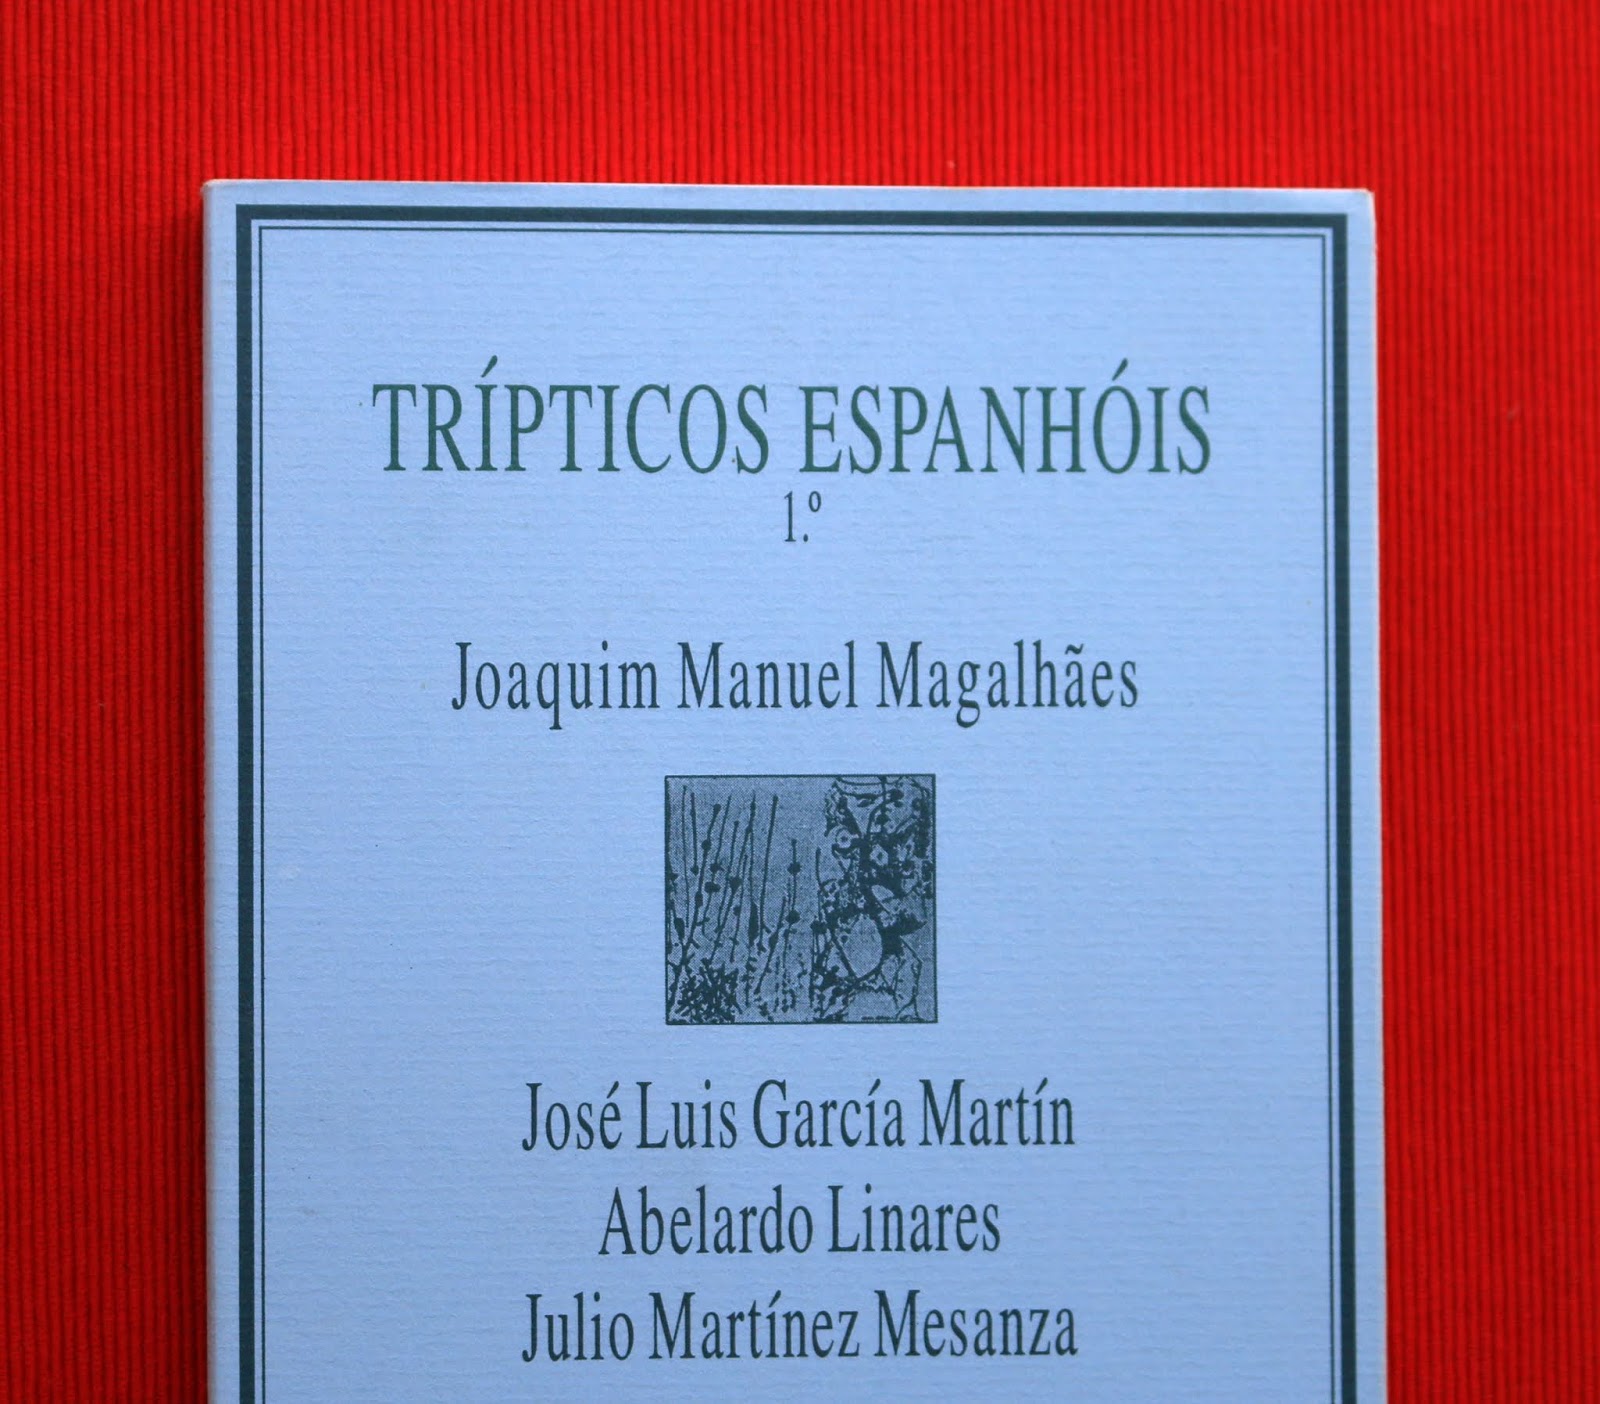 TRÍPTICOS ESPANHÓIS
1.º
Joaquim Manuel Magalhães
José Luis García Martín
Abelardo Linares
Julio Martínez Mesanza